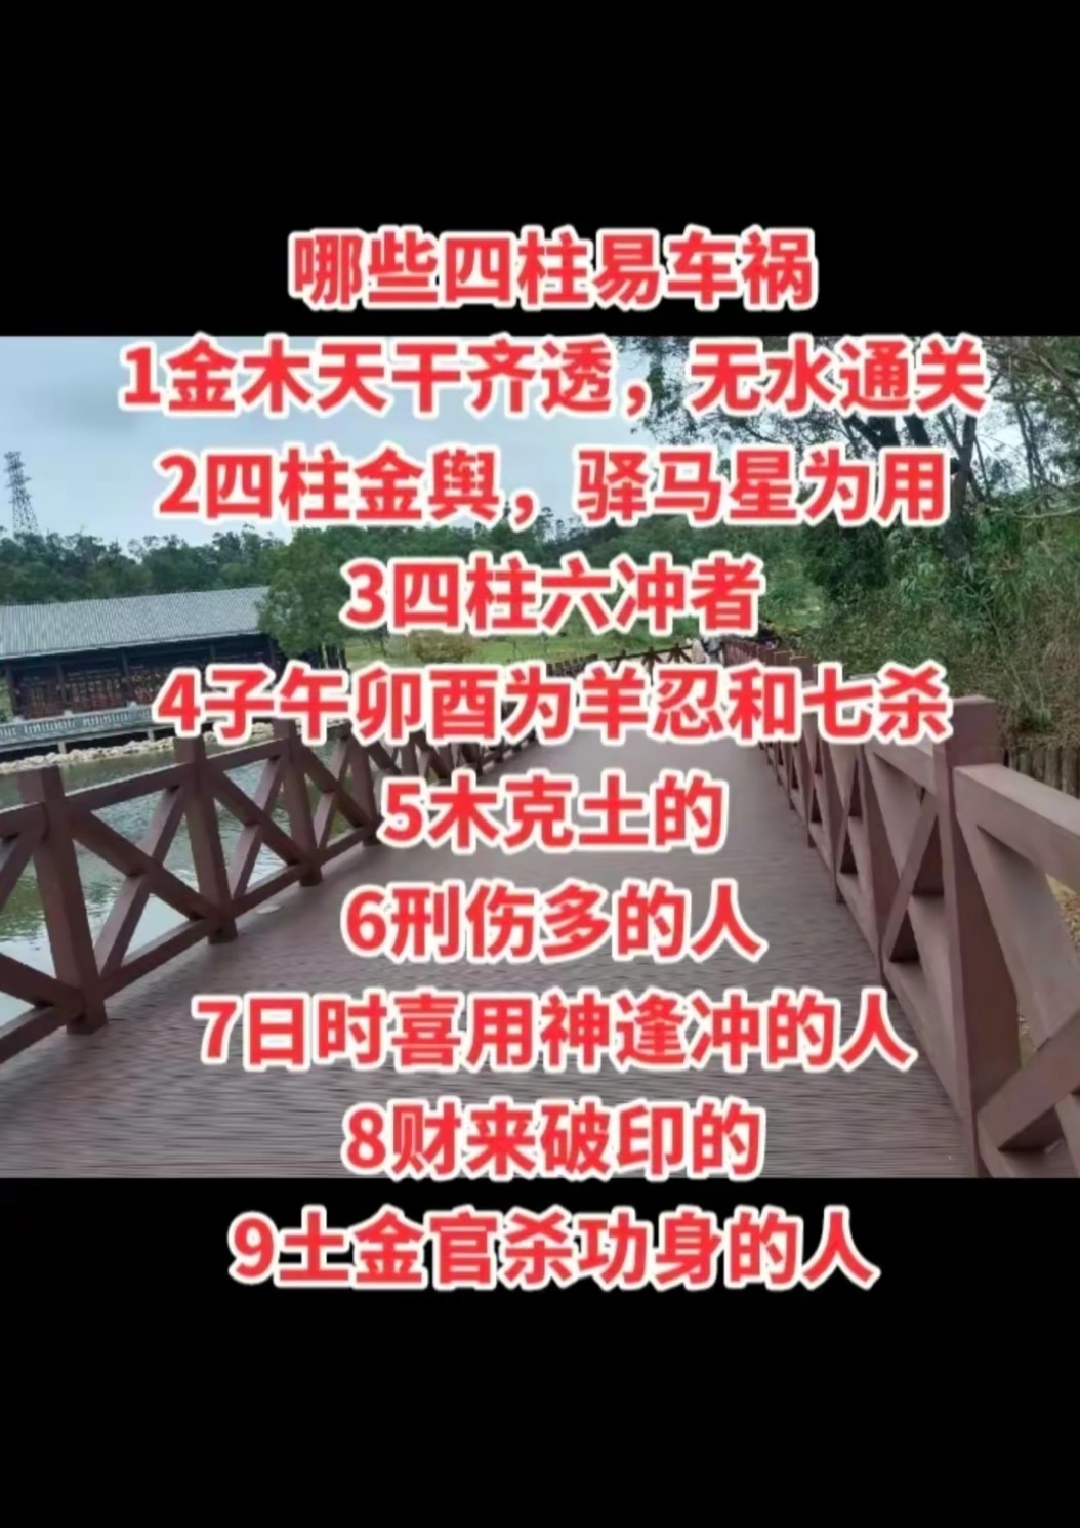 哪些四柱易车祸
1金木天干齐透，无水通关
2四柱金舆，驿马星为用
3四柱六冲者
4子午卯酉为羊忍和七杀
5木克土的
6刑伤多的人
7日时喜用神逢冲的人
8财来破印的
9土金官杀功身的人